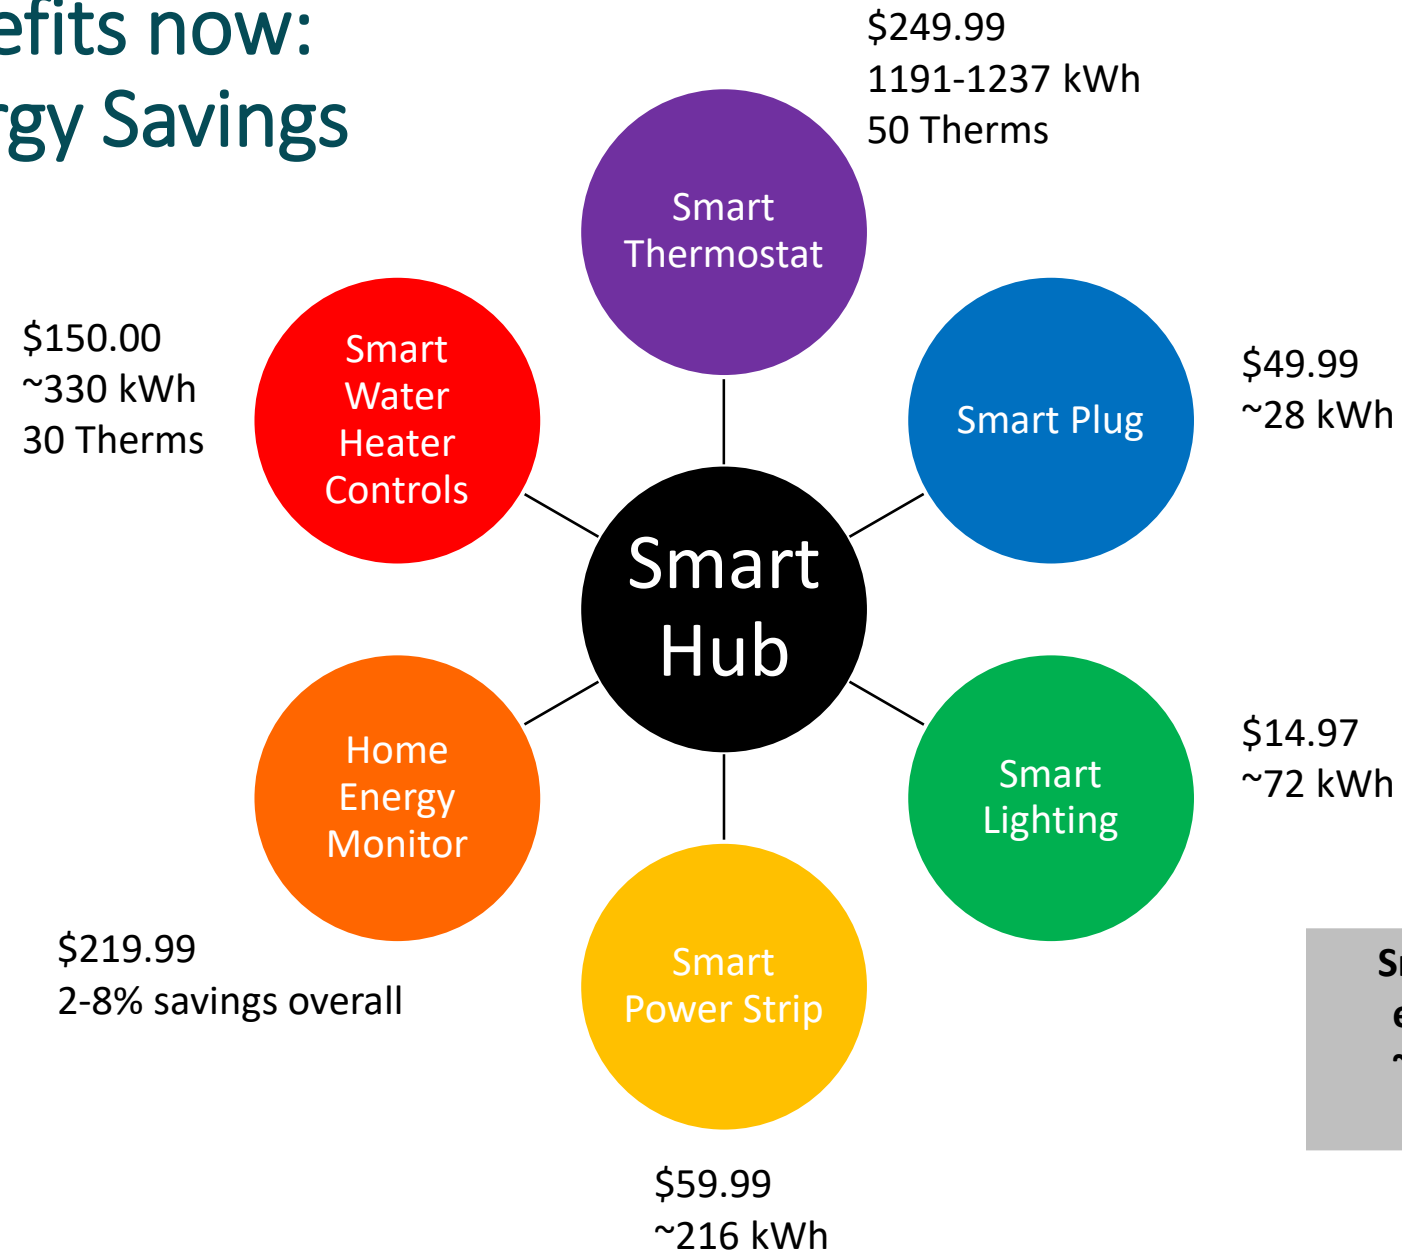 efits now:
rgy Savings
$249.99
1191-1237 kWh
50 Therms
Smart
Thermostat
$150.00
~330 kWh
30 Therms
Smart
Water
Heater
Controls
Smart Plug
$49.99
~28 kWh
Smart
Hub
Home
Energy
Monitor
$219.99
2-8% savings overall
Smart
Lighting
$14.97
~72 kWh
Smart
Power Strip
$59.99
~216 kWh
~